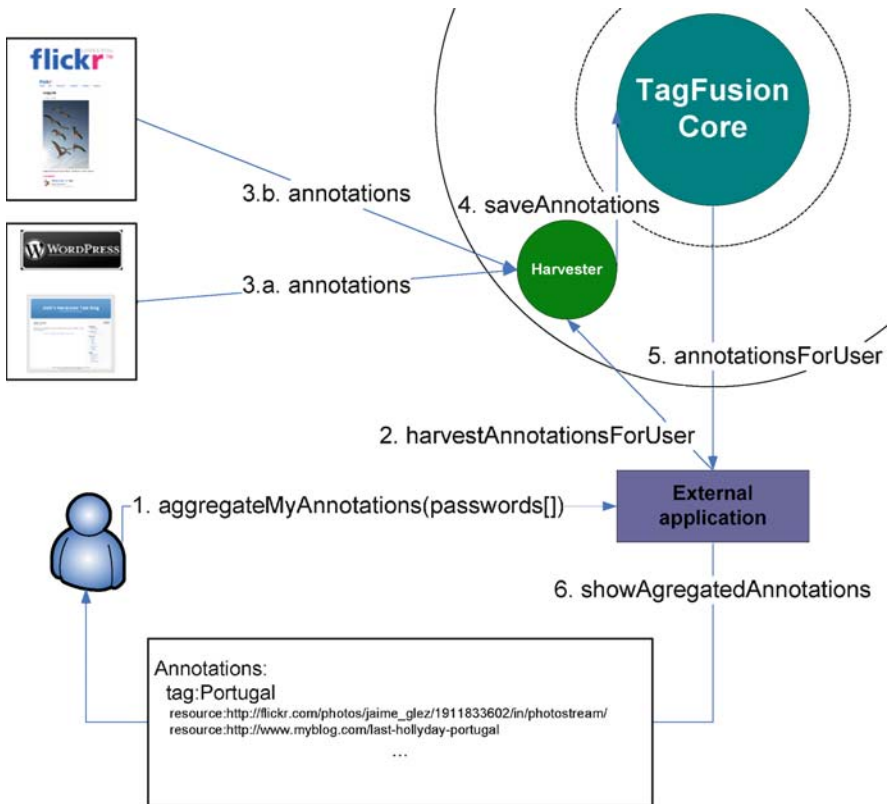 flickr
TagFusion
Core
3.b. annotations
4. saveAnnotations
WORDPRESS
Harvester
3.a. annotations
5. annotationsForUser
2. harvestAnnotationsForUser
1. aggregateMyAnnotations(passwords[])
External
application
6. showAgregatedAnnotations
Annotations:
tag:Portugal
resource:http://flickr.com/photos/jaime_glez/1911833602/in/photostream/
resource:http://www.myblog.com/last-hollyday-portugal
...